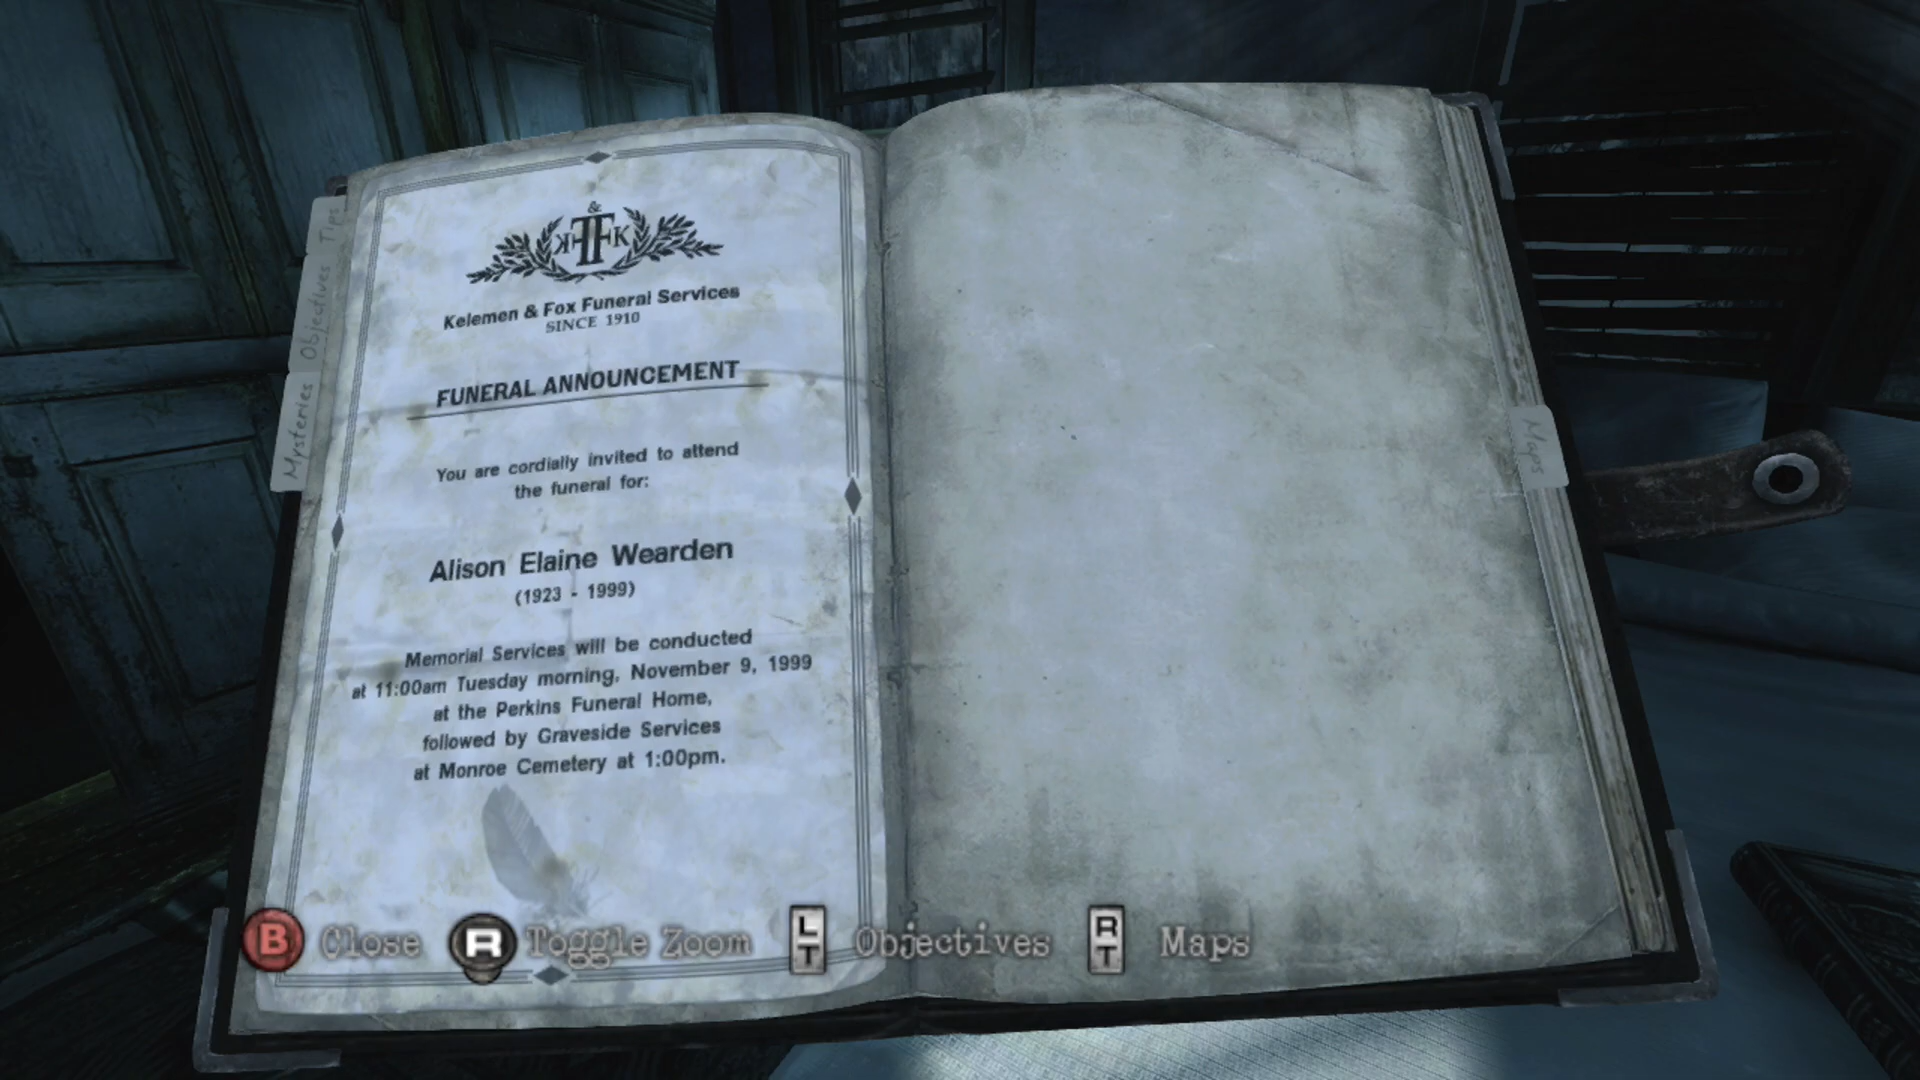 &
K F K
Kelemen & Fox Funeral Services
SINCE 1910
FUNERAL ANNOUNCEMENT
You are cordially invited to attend
the funeral for:
Alison Elaine Wearden
(1923 - 1999)
Memorial Services will be conducted
at 11:00am Tuesday morning, November 9, 1999
at the Perkins Funeral Home,
followed by Graveside Services
at Monroe Cemetery at 1:00pm.
Tips
Objectives
Mysteries
Maps
B Close
R Toggle Zoom
LT Objectives
RT Maps